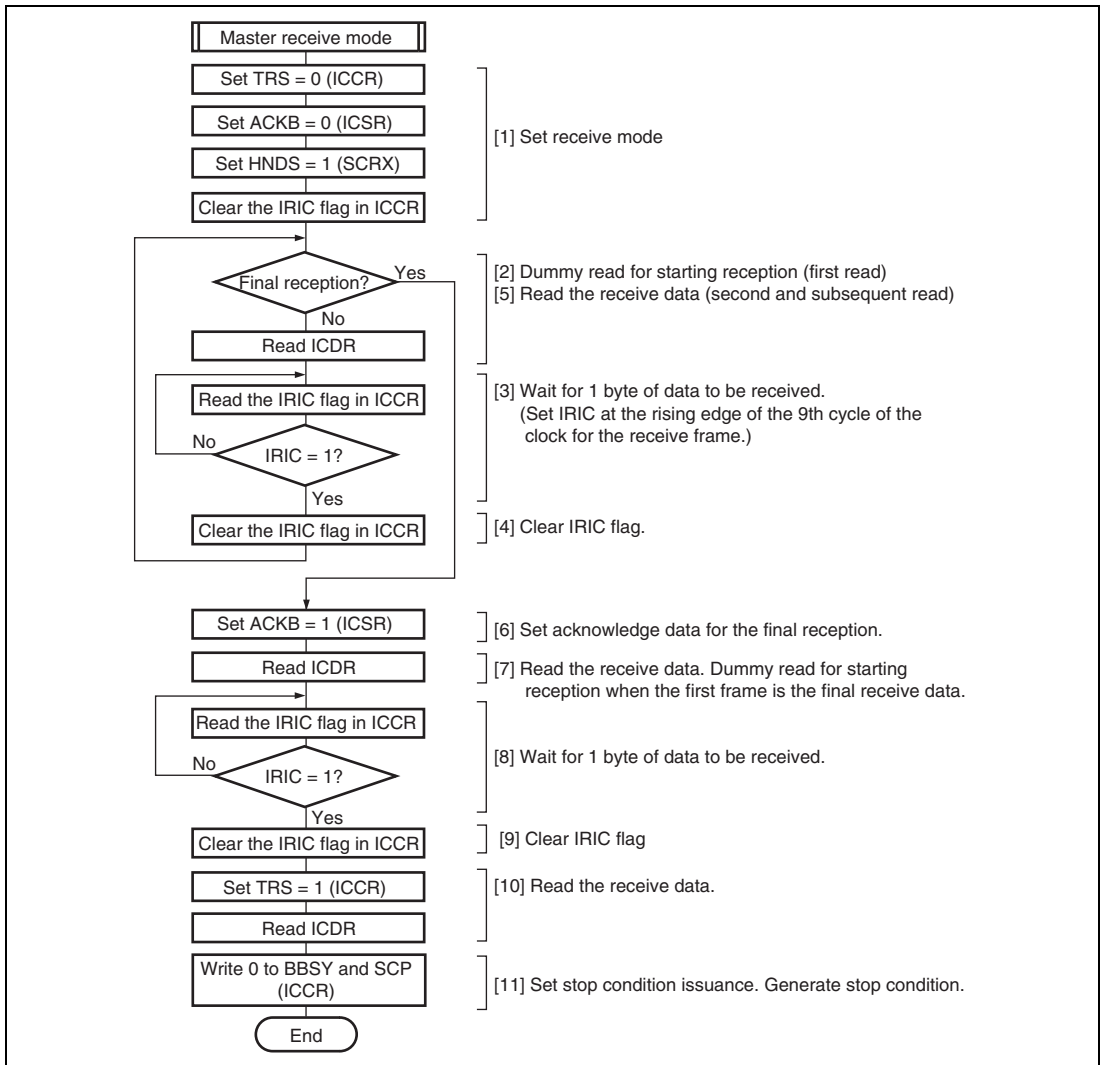 Master receive mode
Set TRS = 0 (ICCR)
Set ACKB = 0 (ICSR)
Set HNDS = 1 (SCRX)
Clear the IRIC flag in ICCR
[1] Set receive mode
Final reception?
Yes
No
Read ICDR
[2] Dummy read for starting reception (first read)
[5] Read the receive data (second and subsequent read)
Read the IRIC flag in ICCR
No
IRIC = 1?
Yes
[3] Wait for 1 byte of data to be received.
(Set IRIC at the rising edge of the 9th cycle of the
clock for the receive frame.)
Clear the IRIC flag in ICCR
[4] Clear IRIC flag.
Set ACKB = 1 (ICSR)
[6] Set acknowledge data for the final reception.
Read ICDR
[7] Read the receive data. Dummy read for starting
reception when the first frame is the final receive data.
Read the IRIC flag in ICCR
No
IRIC = 1?
Yes
[8] Wait for 1 byte of data to be received.
Clear the IRIC flag in ICCR
[9] Clear IRIC flag
Set TRS = 1 (ICCR)
Read ICDR
[10] Read the receive data.
Write 0 to BBSY and SCP
(ICCR)
[11] Set stop condition issuance. Generate stop condition.
End